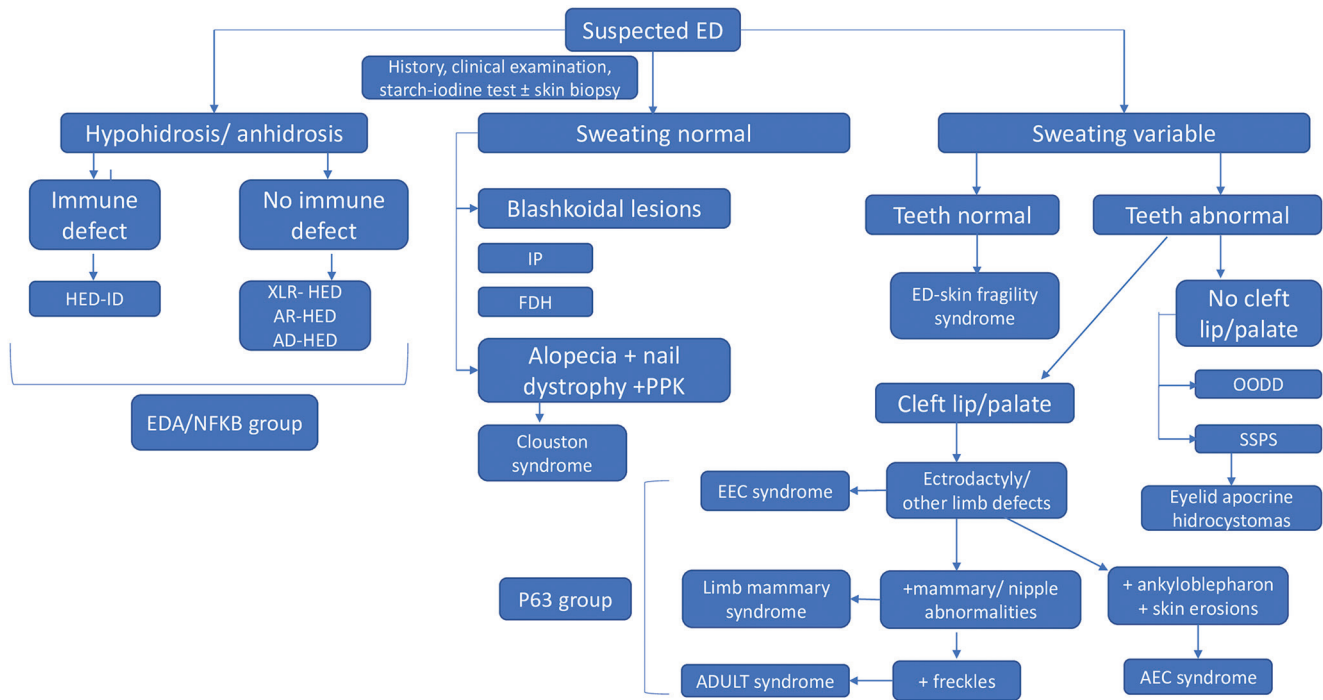 Suspected ED
History, clinical examination,
starch-iodine test ± skin biopsy
Hypohidrosis/ anhidrosis
Sweating normal
Sweating variable
Immune
defect
No immune
defect
HED-ID
XLR- HED
AR-HED
AD-HED
EDA/NFKB group
Blashkoidal lesions
IP
FDH
Alopecia + nail
dystrophy +PPK
Clouston
syndrome
Teeth normal
Teeth abnormal
ED-skin fragility
syndrome
No cleft
lip/palate
OODD
SSPS
Eyelid apocrine
hidrocystomas
Cleft lip/palate
Ectrodactyly/
other limb defects
EEC syndrome
+mammary/ nipple
abnormalities
Limb mammary
syndrome
+ ankyloblepharon
+ skin erosions
P63 group
+ freckles
ADULT syndrome
AEC syndrome